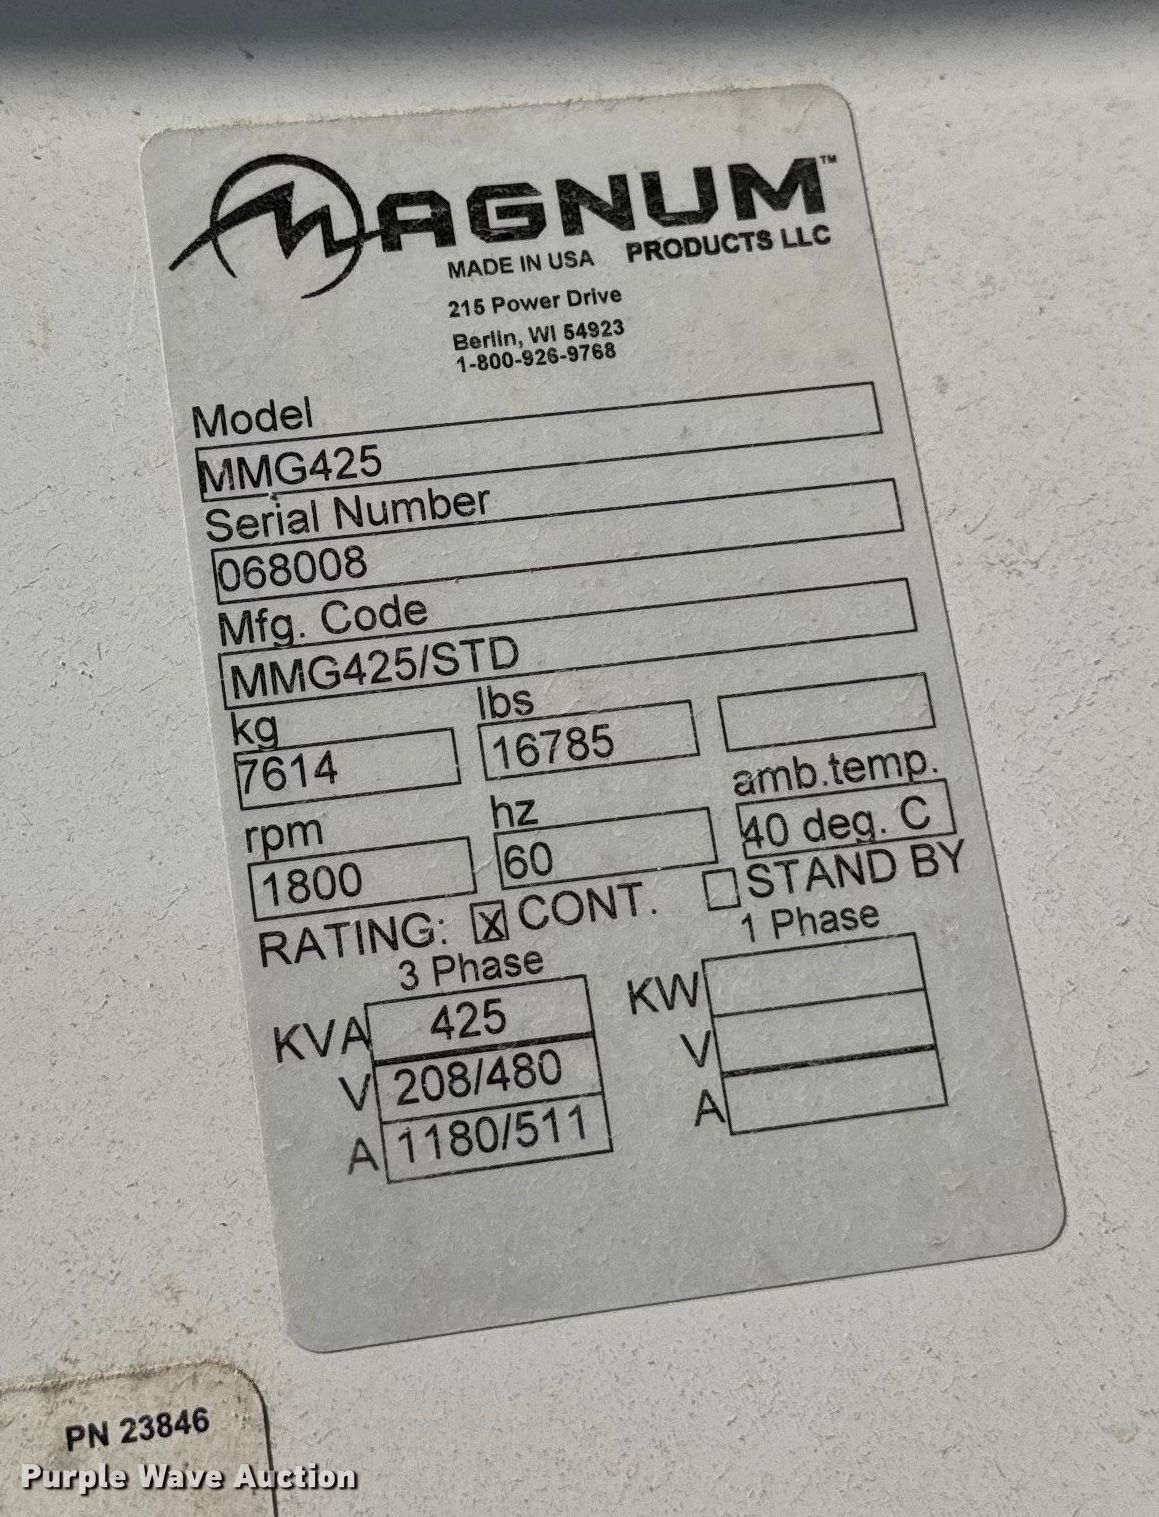 MAGNUM™
MADE IN USA PRODUCTS LLC
215 Power Drive
Berlin, WI 54923
1-800-926-9768
Model
MMG425
Serial Number
068008
Mfg. Code
MMG425/STD
kg lbs
7614 16785
rpm hz amb.temp.
1800 60 40 deg. C
RATING: X CONT. STAND BY
3 Phase 1 Phase
KVA 425 KW
V 208/480 V
A 1180/511 A
PN 23846
Purple Wave Auction